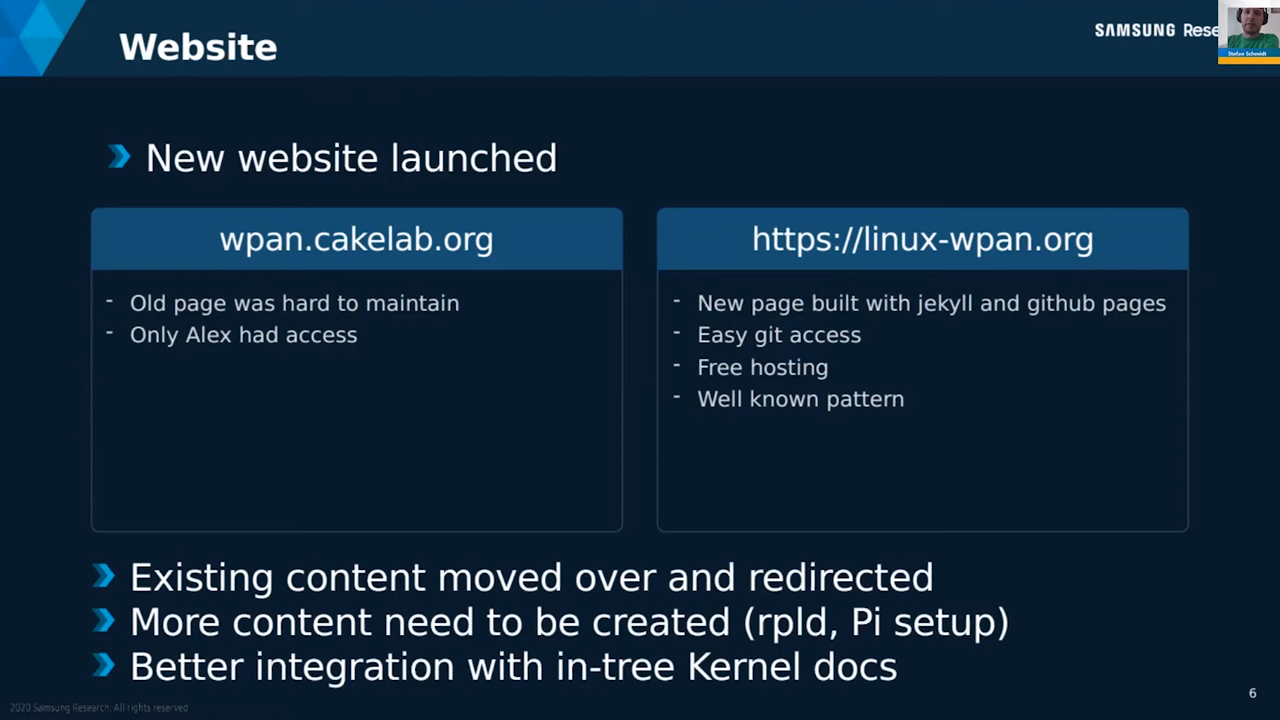 Website
SAMSUNG Rese
Stefan Schmidt
New website launched
wpan.cakelab.org
- Old page was hard to maintain
- Only Alex had access
https://linux-wpan.org
- New page built with jekyll and github pages
- Easy git access
- Free hosting
- Well known pattern
Existing content moved over and redirected
More content need to be created (rpld, Pi setup)
Better integration with in-tree Kernel docs
2020 Samsung Research. All rights reserved
6